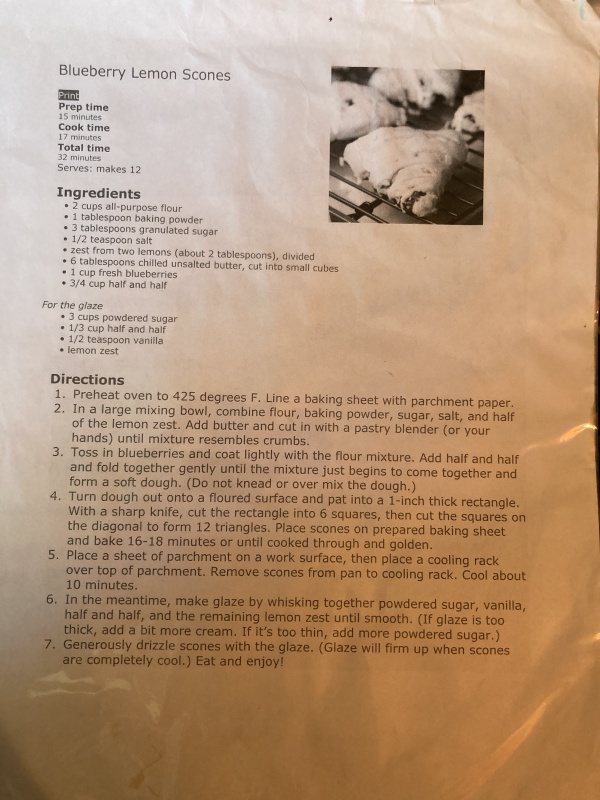 Blueberry Lemon Scones
Print
Prep time
15 minutes
Cook time
17 minutes
Total time
32 minutes
Serves: makes 12
Ingredients
• 2 cups all-purpose flour
• 1 tablespoon baking powder
• 3 tablespoons granulated sugar
• 1/2 teaspoon salt
• zest from two lemons (about 2 tablespoons), divided
• 6 tablespoons chilled unsalted butter, cut into small cubes
• 1 cup fresh blueberries
• 3/4 cup half and half
For the glaze
• 3 cups powdered sugar
• 1/3 cup half and half
• 1/2 teaspoon vanilla
• lemon zest
Directions
1. Preheat oven to 425 degrees F. Line a baking sheet with parchment paper.
2. In a large mixing bowl, combine flour, baking powder, sugar, salt, and half
of the lemon zest. Add butter and cut in with a pastry blender (or your
hands) until mixture resembles crumbs.
3. Toss in blueberries and coat lightly with the flour mixture. Add half and half
and fold together gently until the mixture just begins to come together and
form a soft dough. (Do not knead or over mix the dough.)
4. Turn dough out onto a floured surface and pat into a 1-inch thick rectangle.
With a sharp knife, cut the rectangle into 6 squares, then cut the squares on
the diagonal to form 12 triangles. Place scones on prepared baking sheet
and bake 16-18 minutes or until cooked through and golden.
5. Place a sheet of parchment on a work surface, then place a cooling rack
over top of parchment. Remove scones from pan to cooling rack. Cool about
10 minutes.
6. In the meantime, make glaze by whisking together powdered sugar, vanilla,
half and half, and the remaining lemon zest until smooth. (If glaze is too
thick, add a bit more cream. If it's too thin, add more powdered sugar.)
7. Generously drizzle scones with the glaze. (Glaze will firm up when scones
are completely cool.) Eat and enjoy!